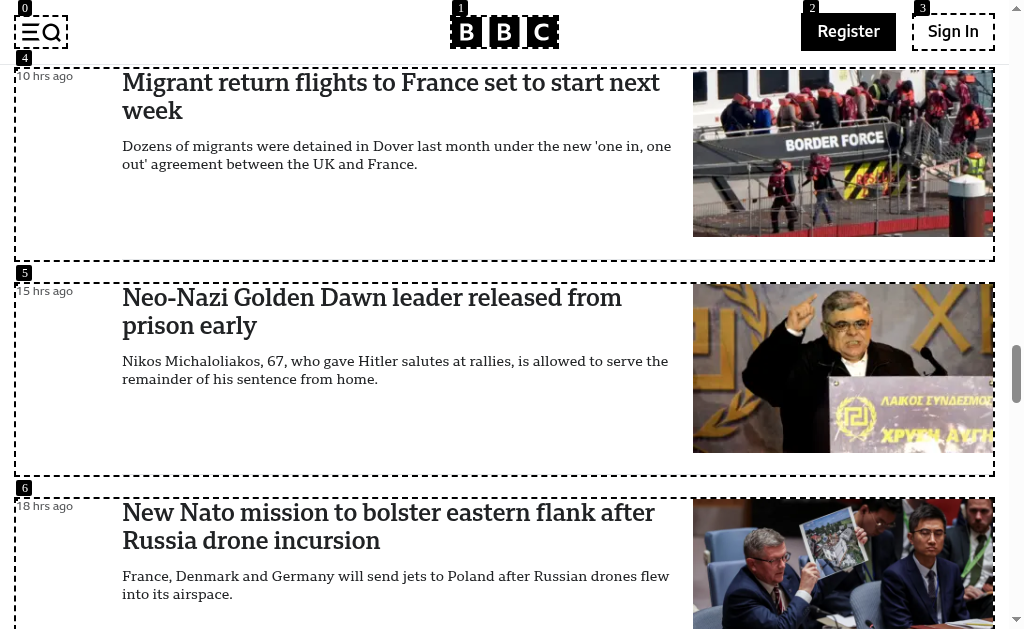 0
1
2
3
BBC
Register
Sign In
4
10 hrs ago
Migrant return flights to France set to start next
week
Dozens of migrants were detained in Dover last month under the new 'one in, one
out' agreement between the UK and France.
BORDER FORCE
5
15 hrs ago
Neo-Nazi Golden Dawn leader released from
prison early
Nikos Michaloliakos, 67, who gave Hitler salutes at rallies, is allowed to serve the
remainder of his sentence from home.
ΛΑΙΚΟΣ ΣΥΝΔΕΣΜΟΣ
ΧΡΥΣΗ ΑΥΓΗ
6
18 hrs ago
New Nato mission to bolster eastern flank after
Russia drone incursion
France, Denmark and Germany will send jets to Poland after Russian drones flew
into its airspace.